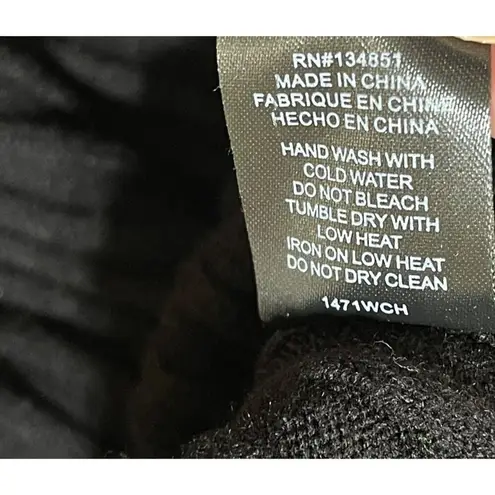 RN#134851
MADE IN CHINA
FABRIQUE EN CHINE
HECHO EN CHINA
HAND WASH WITH
COLD WATER
DO NOT BLEACH
TUMBLE DRY WITH
LOW HEAT
IRON ON LOW HEAT
DO NOT DRY CLEAN
1471WCH